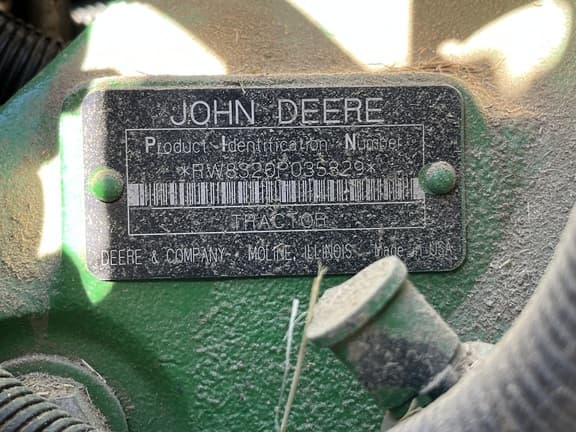 JOHN DEERE
Product Identification Number
*RW8320P035329*
TRACTOR
DEERE & COMPANY MOLINE, ILLINOIS Made in USA